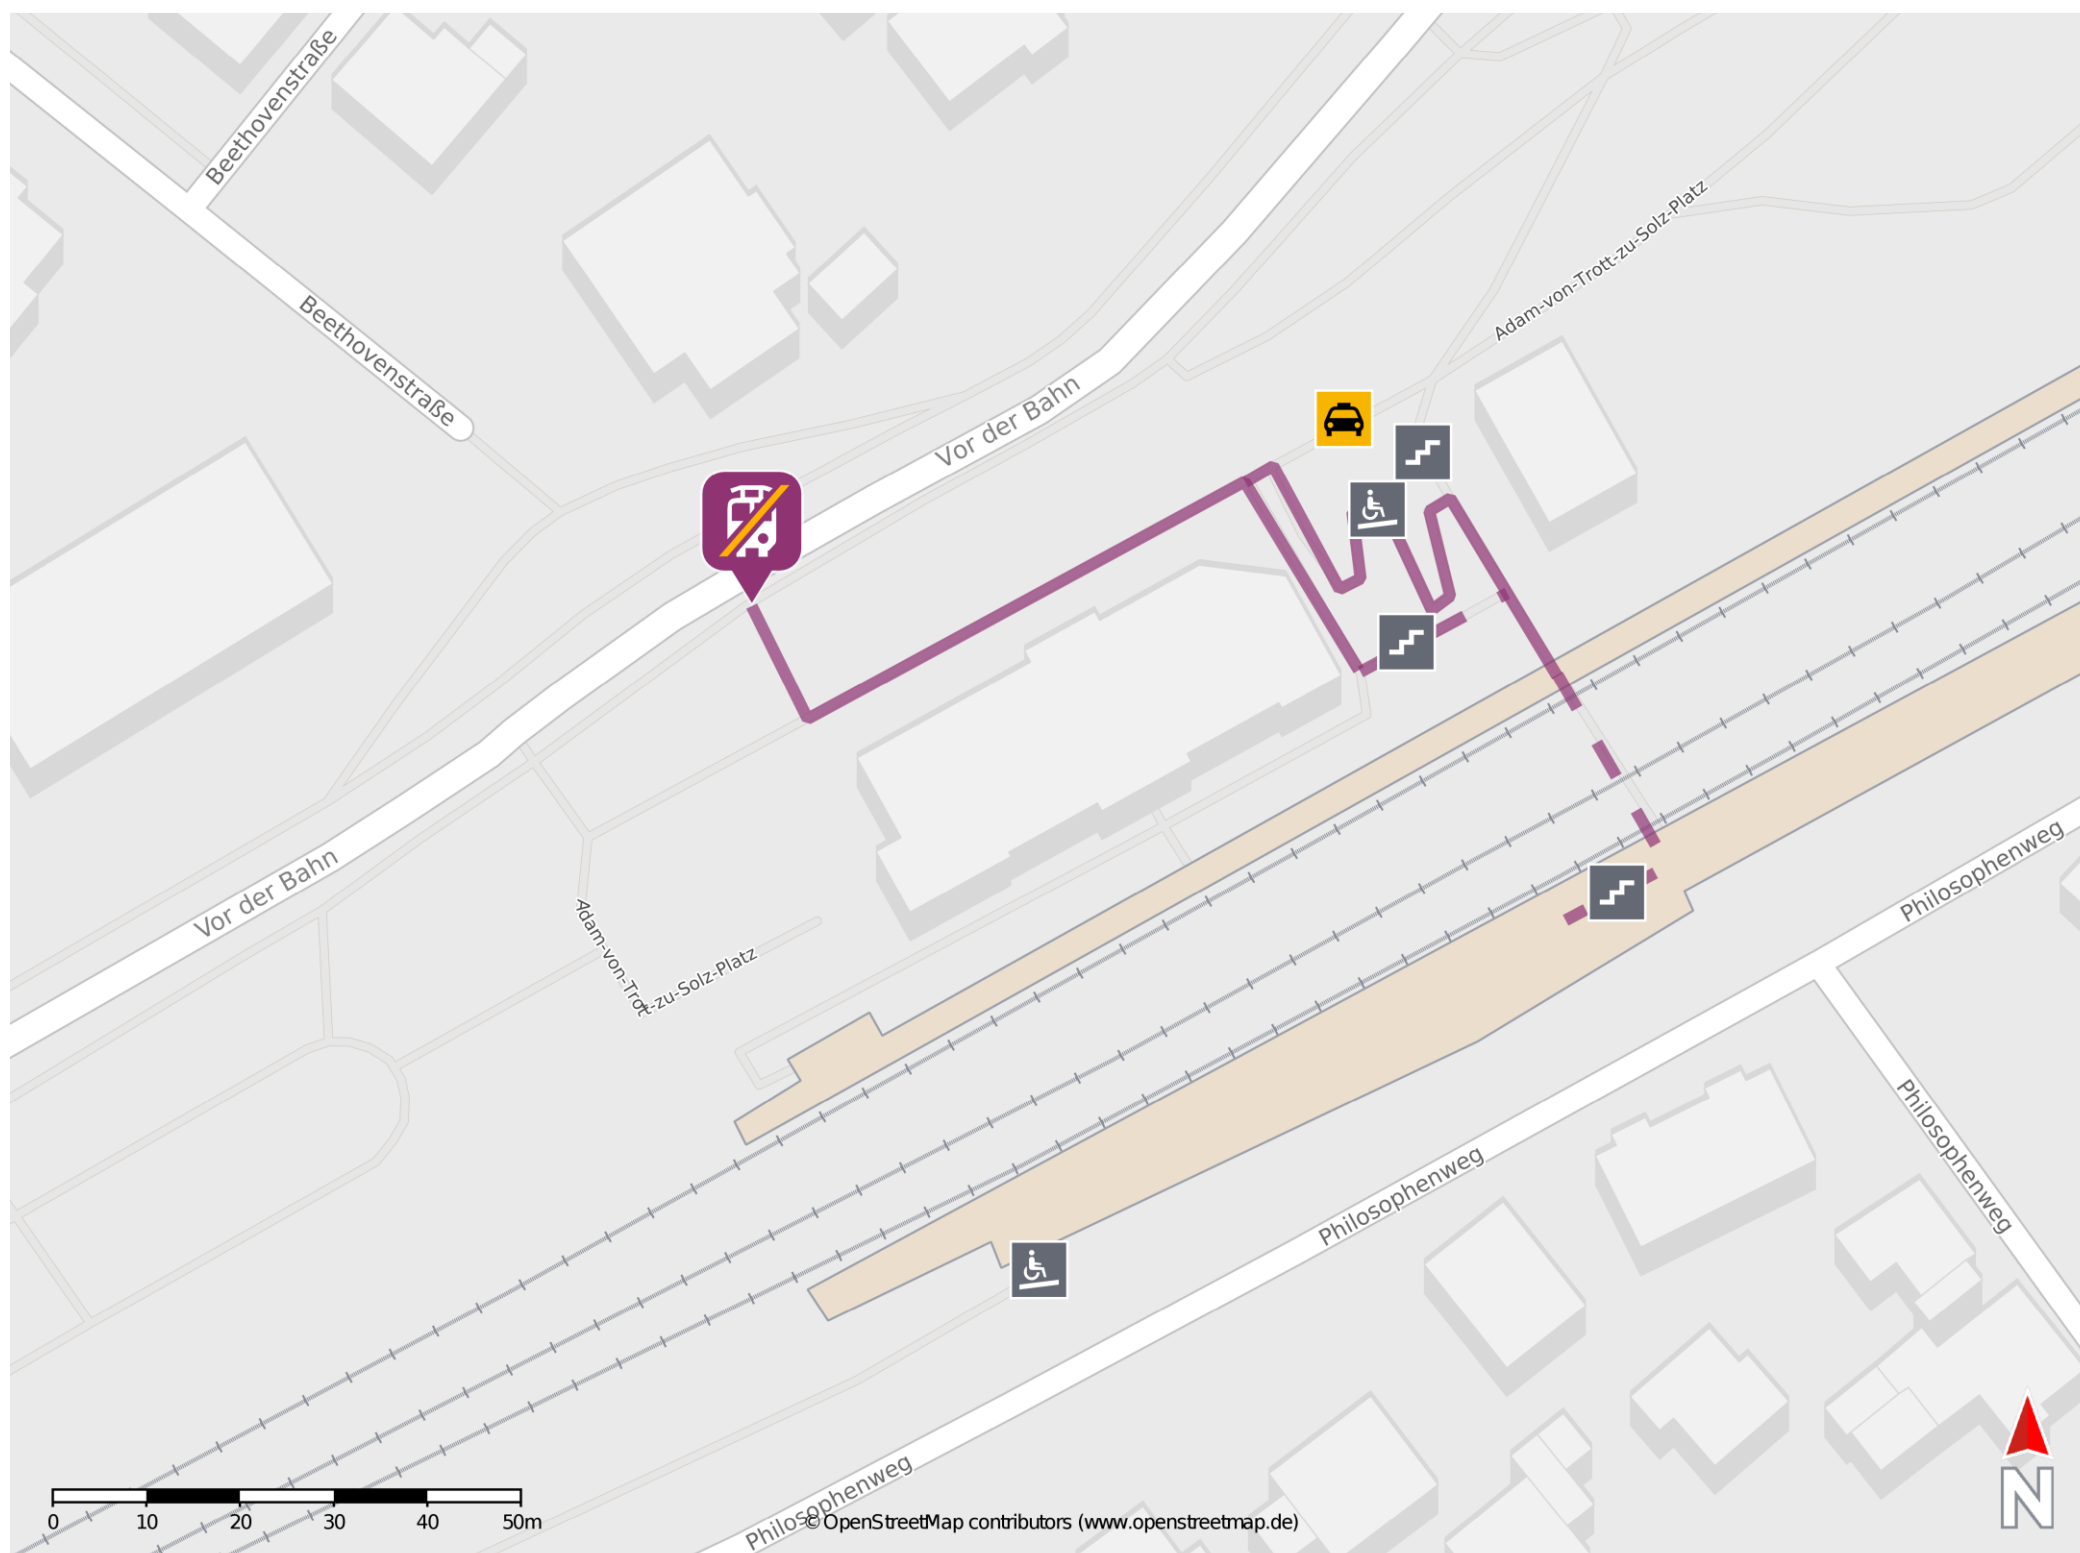 Beethovenstraße
Beethovenstraße
Adam-von-Trott-zu-Solz-Platz
Vor der Bahn
Vor der Bahn
Philosophenweg
Adam-von-Trott-zu-Solz-Platz
Philosophenweg
Philosophenweg
Philosophenweg
0 10 20 30 40 50m
© OpenStreetMap contributors (www.openstreetmap.de)
N